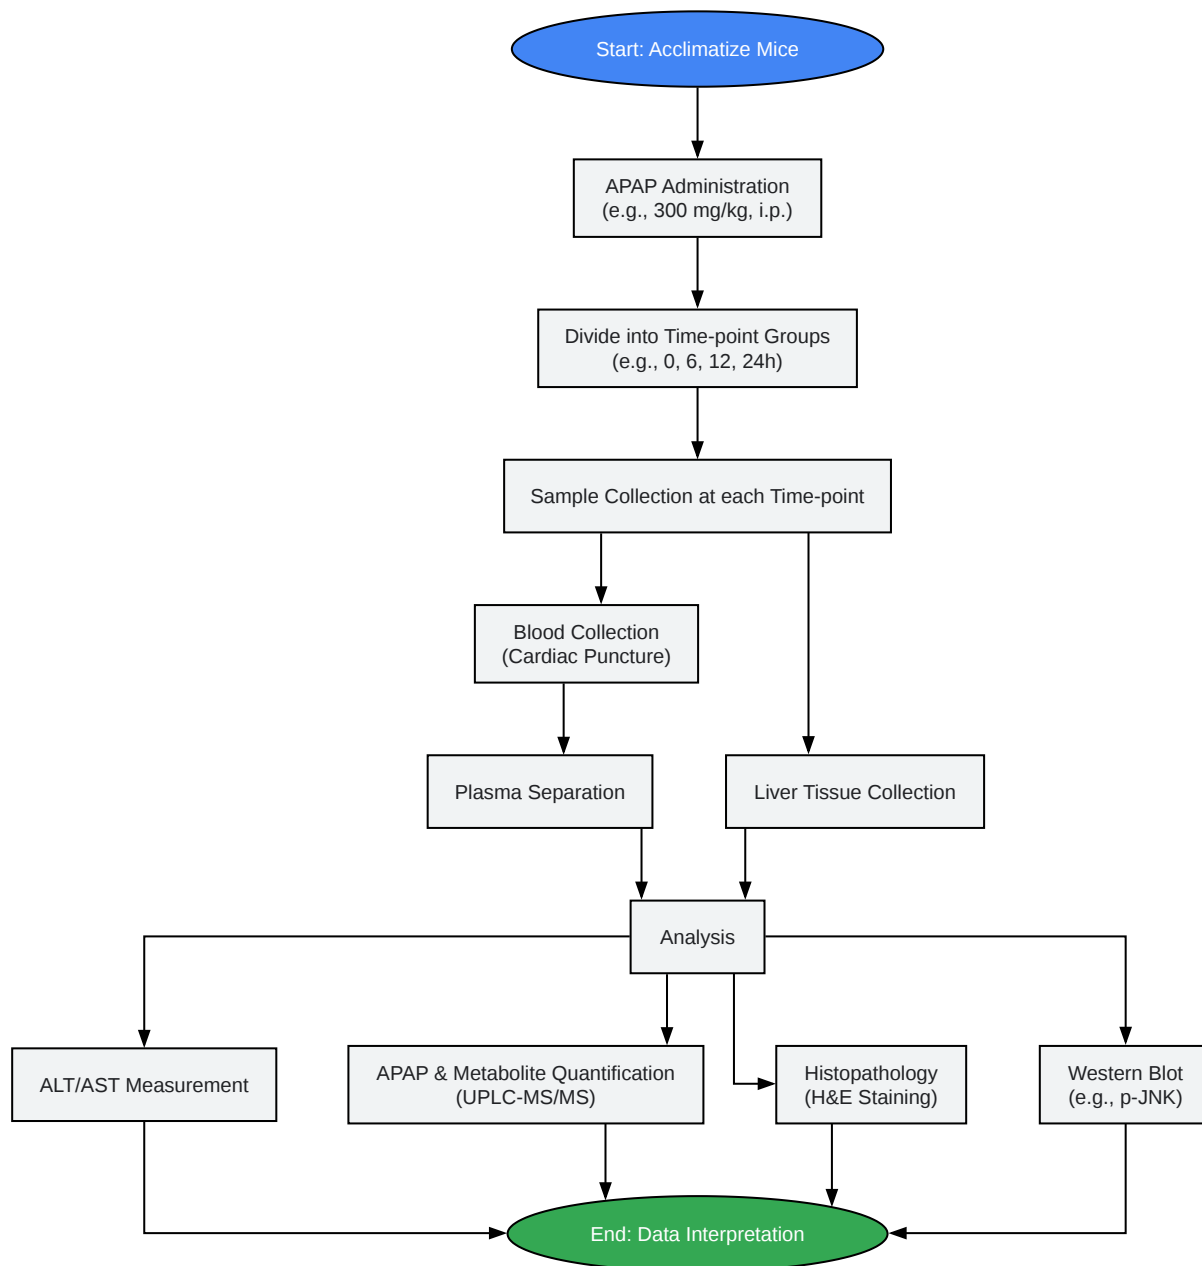 Start: Acclimatize Mice
APAP Administration
(e.g., 300 mg/kg, i.p.)
Divide into Time-point Groups
(e.g., 0, 6, 12, 24h)
Sample Collection at each Time-point
Blood Collection
(Cardiac Puncture)
Plasma Separation
Liver Tissue Collection
Analysis
ALT/AST Measurement
APAP & Metabolite Quantification
(UPLC-MS/MS)
Histopathology
(H&E Staining)
Western Blot
(e.g., p-JNK)
End: Data Interpretation